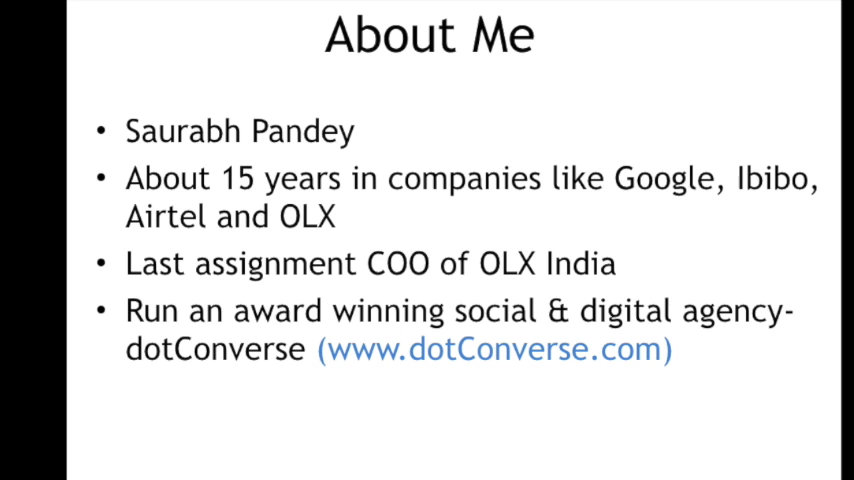 About Me
• Saurabh Pandey
• About 15 years in companies like Google, Ibibo,
Airtel and OLX
• Last assignment COO of OLX India
• Run an award winning social & digital agency-
dotConverse (www.dotConverse.com)